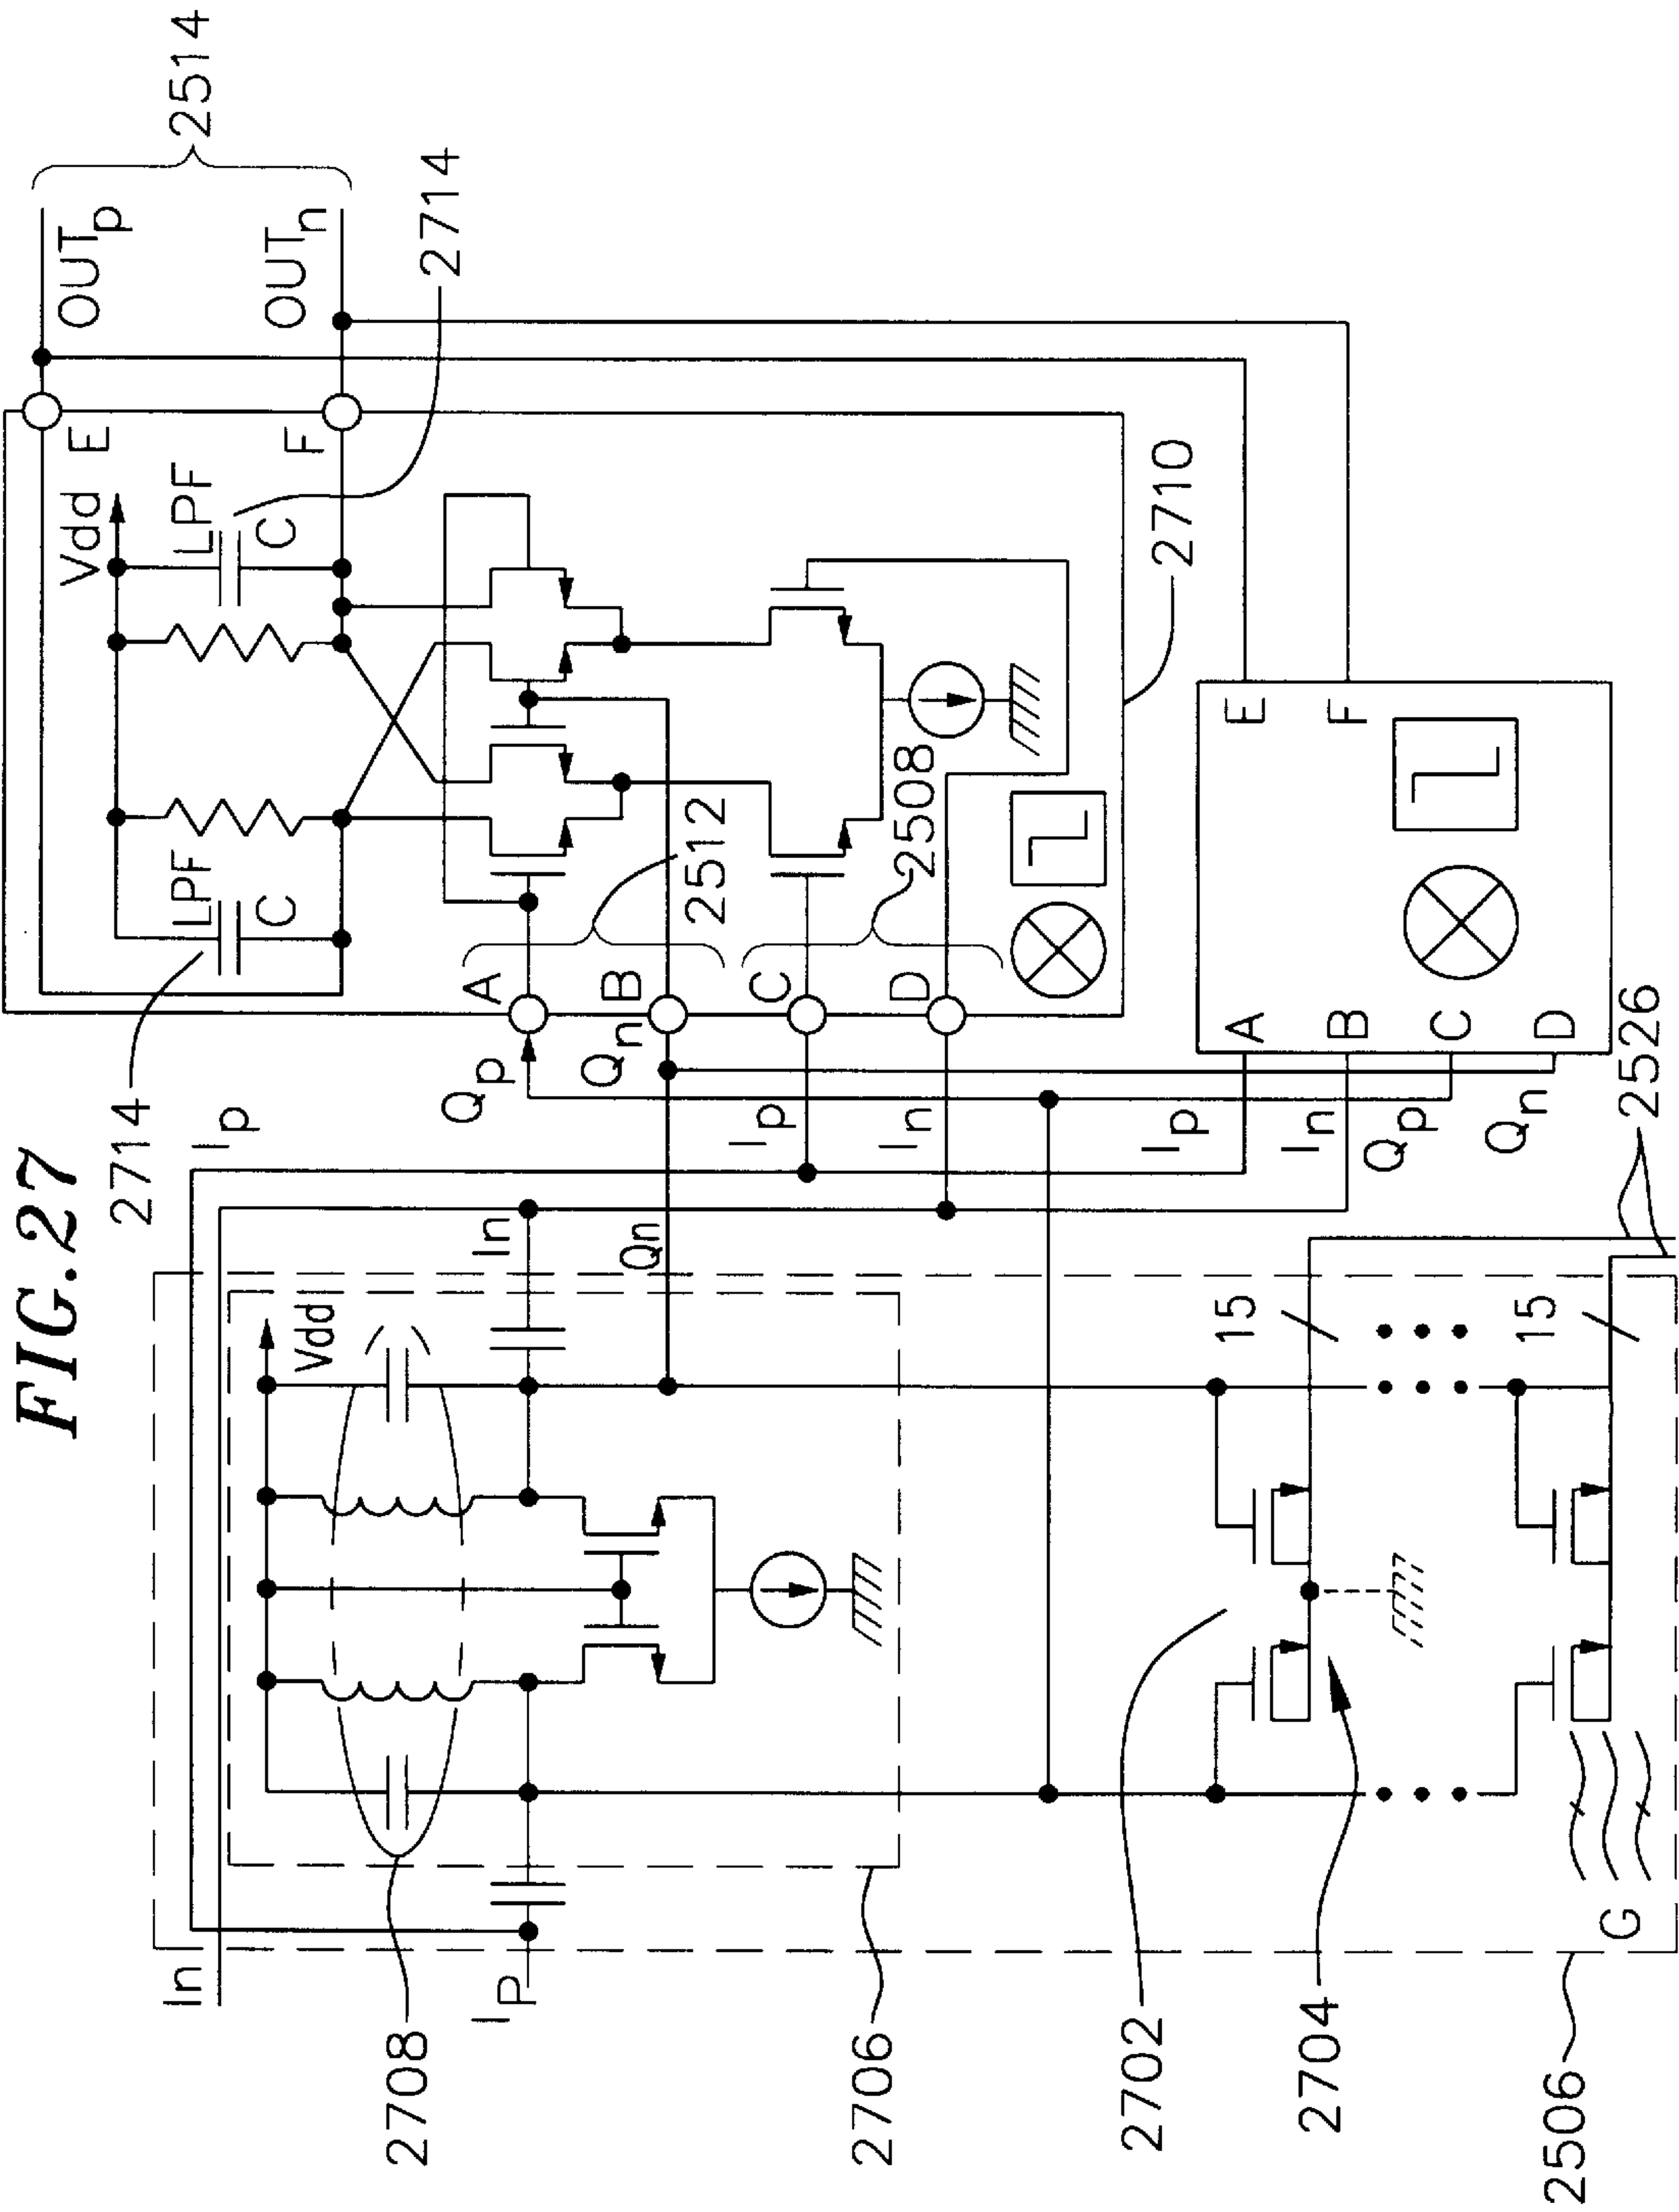 FIG.27
2514
OUTp
OUTn
2714
E
F
Vdd
LPF
C
LPF
C
2714
2710
2512
2508
A
B
C
D
Qp
Qn
Ip
In
Ip
In
Qn
Vdd
In
IP
2708
2706
E
F
A
B
C
D
Ip
In
Qp
Qn
2526
15
15
2702
2704
2506
G